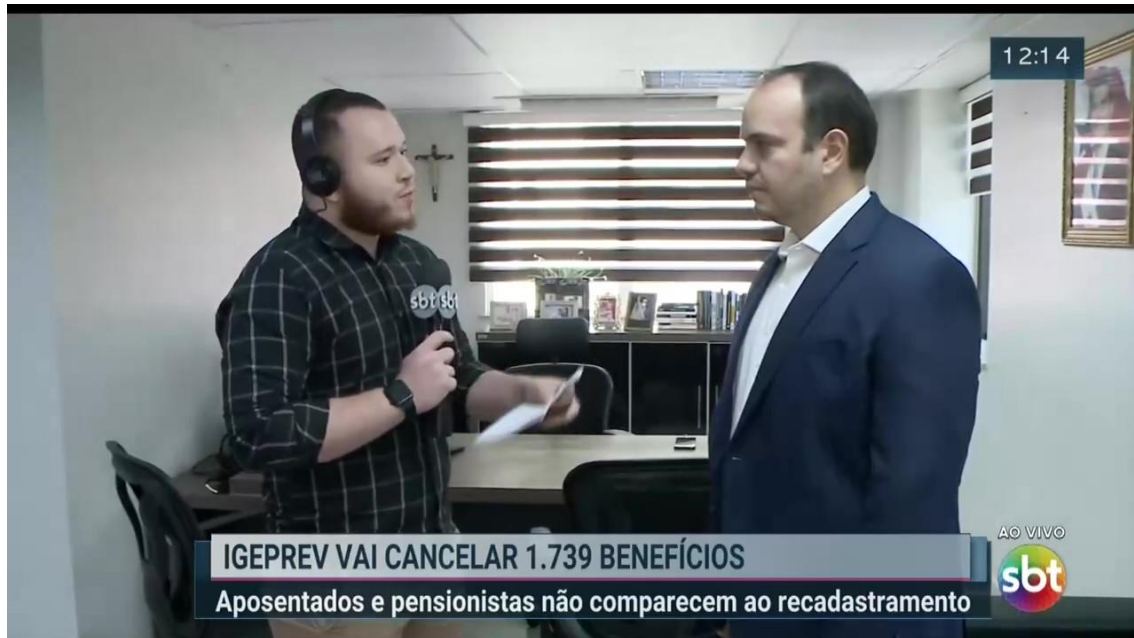 12:14
sbt sbt
AO VIVO
IGEPREV VAI CANCELAR 1.739 BENEFÍCIOS
sbt
Aposentados e pensionistas não comparecem ao recadastramento